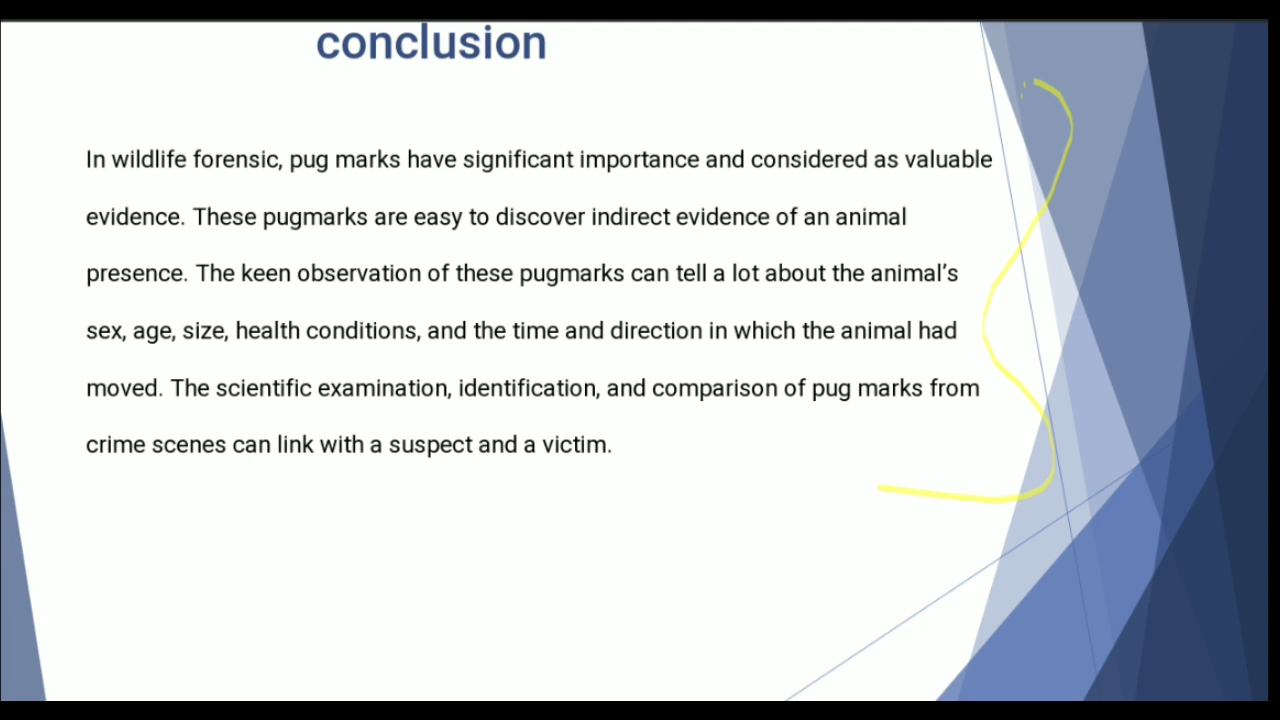 conclusion
In wildlife forensic, pug marks have significant importance and considered as valuable
evidence. These pugmarks are easy to discover indirect evidence of an animal
presence. The keen observation of these pugmarks can tell a lot about the animal’s
sex, age, size, health conditions, and the time and direction in which the animal had
moved. The scientific examination, identification, and comparison of pug marks from
crime scenes can link with a suspect and a victim.